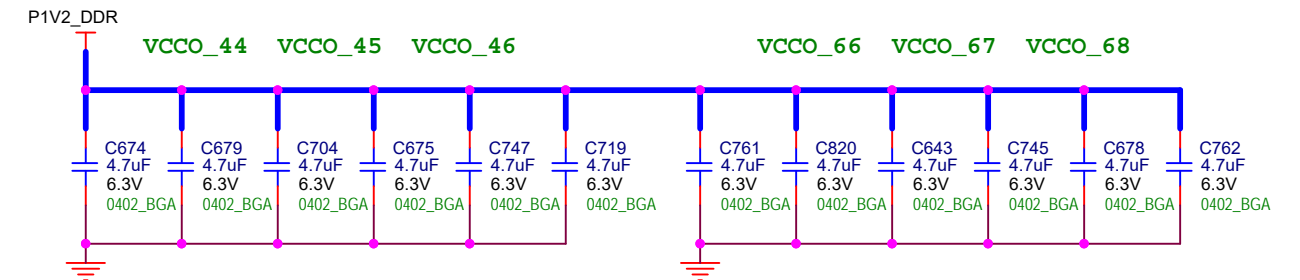 P1V2_DDR
VCCO_44 VCCO_45 VCCO_46 VCCO_66 VCCO_67 VCCO_68
C674 C679 C704 C675 C747 C719 C761 C820 C643 C745 C678 C762
4.7uF 4.7uF 4.7uF 4.7uF 4.7uF 4.7uF 4.7uF 4.7uF 4.7uF 4.7uF 4.7uF 4.7uF
6.3V 6.3V 6.3V 6.3V 6.3V 6.3V 6.3V 6.3V 6.3V 6.3V 6.3V 6.3V
0402_BGA 0402_BGA 0402_BGA 0402_BGA 0402_BGA 0402_BGA 0402_BGA 0402_BGA 0402_BGA 0402_BGA 0402_BGA 0402_BGA